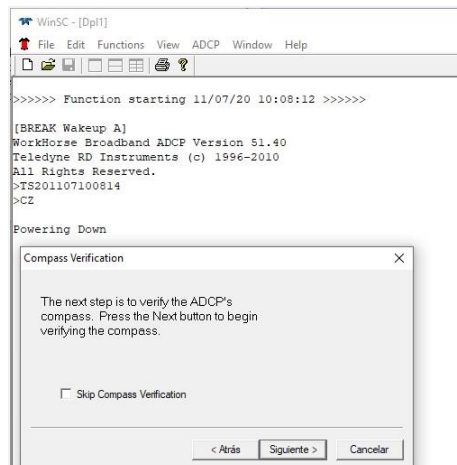 WinSC - [Dpl1]
File Edit Functions View ADCP Window Help
>>>>>> Function starting 11/07/20 10:08:12 >>>>>>
[BREAK Wakeup A]
WorkHorse Broadband ADCP Version 51.40
Teledyne RD Instruments (c) 1996-2010
All Rights Reserved.
>TS201107100814
>CZ
Powering Down
Compass Verification
The next step is to verify the ADCP's
compass. Press the Next button to begin
verifying the compass.
Skip Compass Verification
< Atrás Siguiente > Cancelar